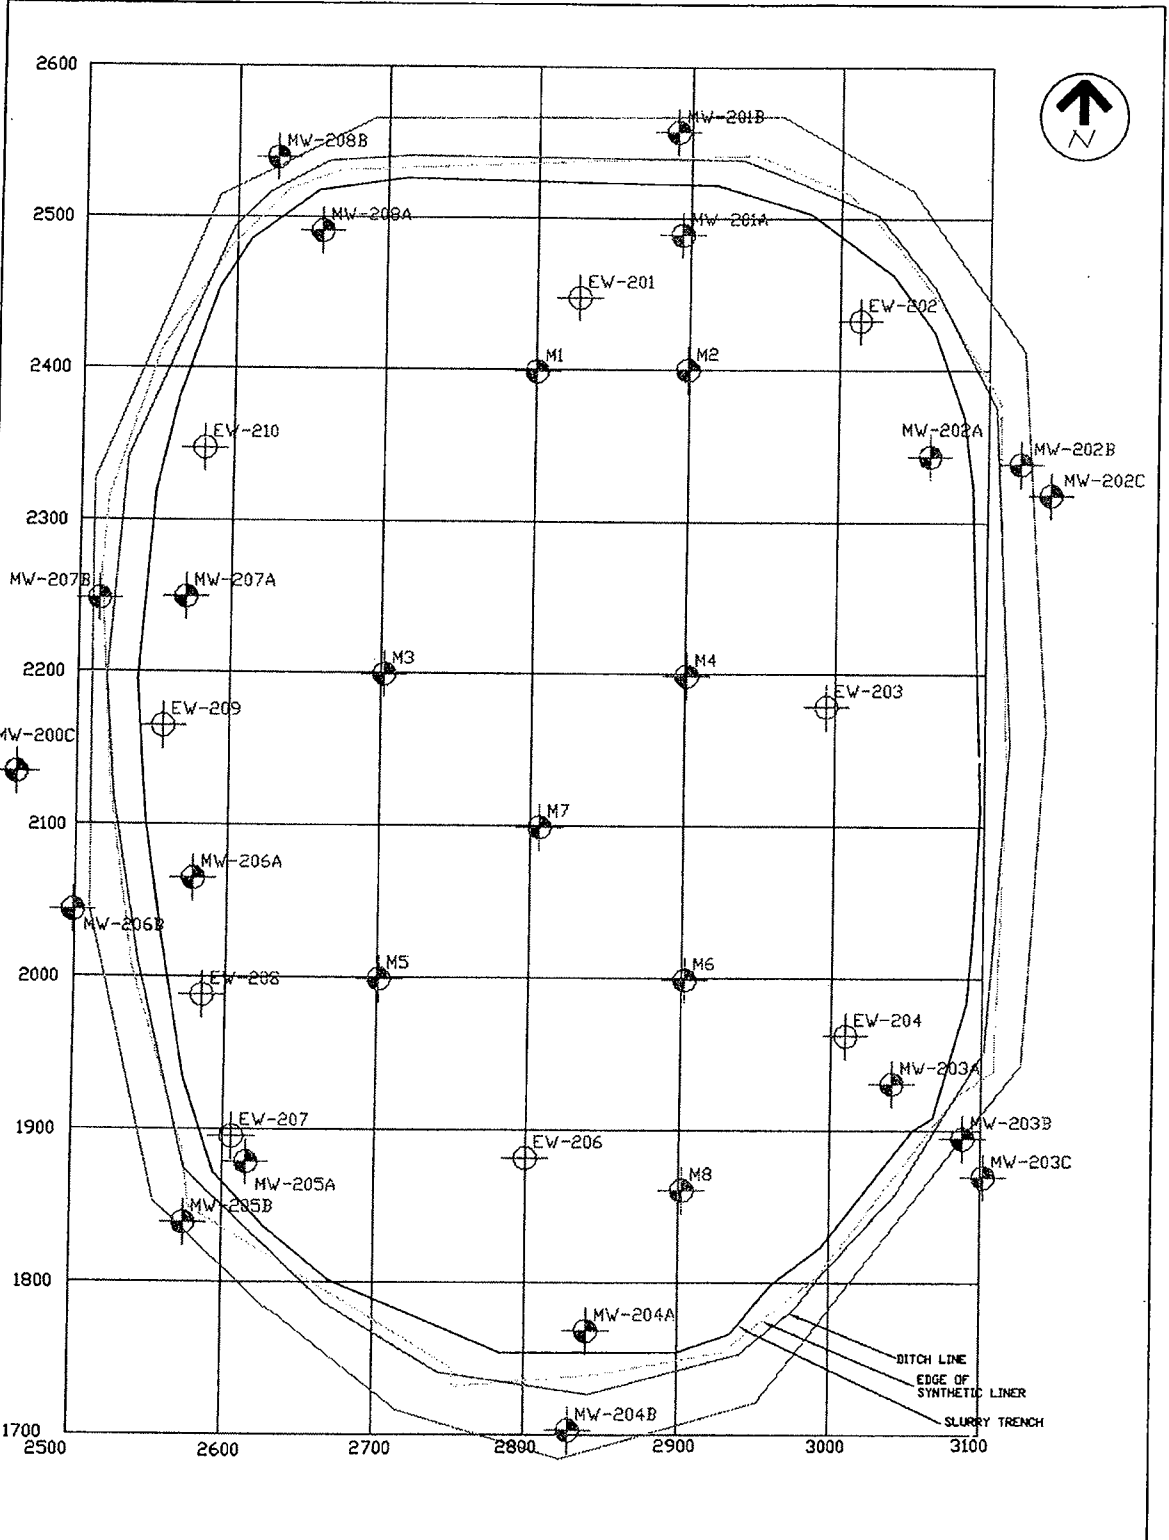 2600
N
MW-201B
MW-208B
2500
MW-208A
MW-201A
EW-201
EW-202
2400
M1
M2
EW-210
MW-202A
MW-202B
MW-202C
2300
MW-207B
MW-207A
2200
M3
M4
EW-203
EW-209
MW-200C
2100
M7
MW-206A
MW-206B
2000
EW-208
M5
M6
EW-204
MW-203A
1900
EW-207
EW-206
MW-203B
MW-203C
MW-205A
M8
MW-205B
1800
MW-204A
DITCH LINE
EDGE OF
SYNTHETIC LINER
MW-204B
SLURRY TRENCH
1700
2500
2600
2700
2800
2900
3000
3100